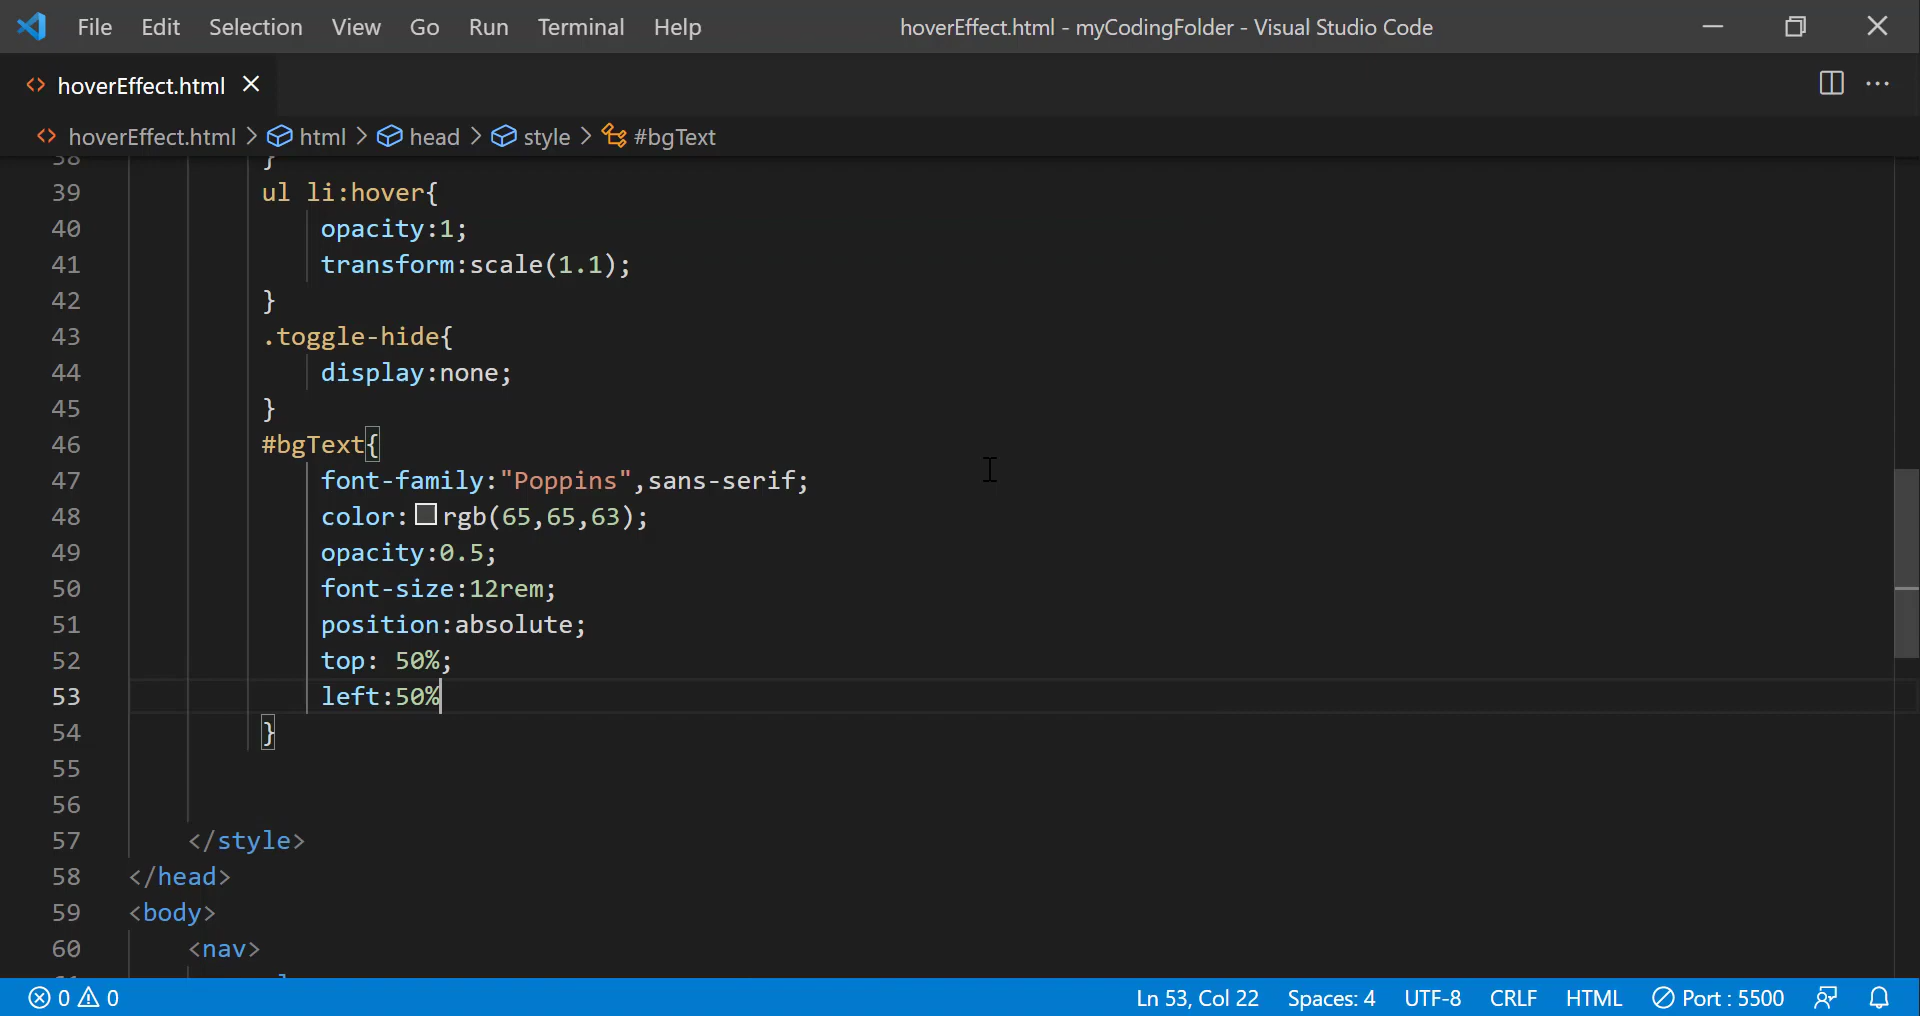 File Edit Selection View Go Run Terminal Help hoverEffect.html - myCodingFolder - Visual Studio Code
hoverEffect.html
hoverEffect.html > html > head > style > #bgText
38 }
39 ul li:hover{
40 opacity:1;
41 transform:scale(1.1);
42 }
43 .toggle-hide{
44 display:none;
45 }
46 #bgText{
47 font-family:"Poppins",sans-serif;
48 color:rgb(65,65,63);
49 opacity:0.5;
50 font-size:12rem;
51 position:absolute;
52 top: 50%;
53 left:50%
54 }
55
56
57 </style>
58 </head>
59 <body>
60 <nav>
0 0 Ln 53, Col 22 Spaces: 4 UTF-8 CRLF HTML Port : 5500